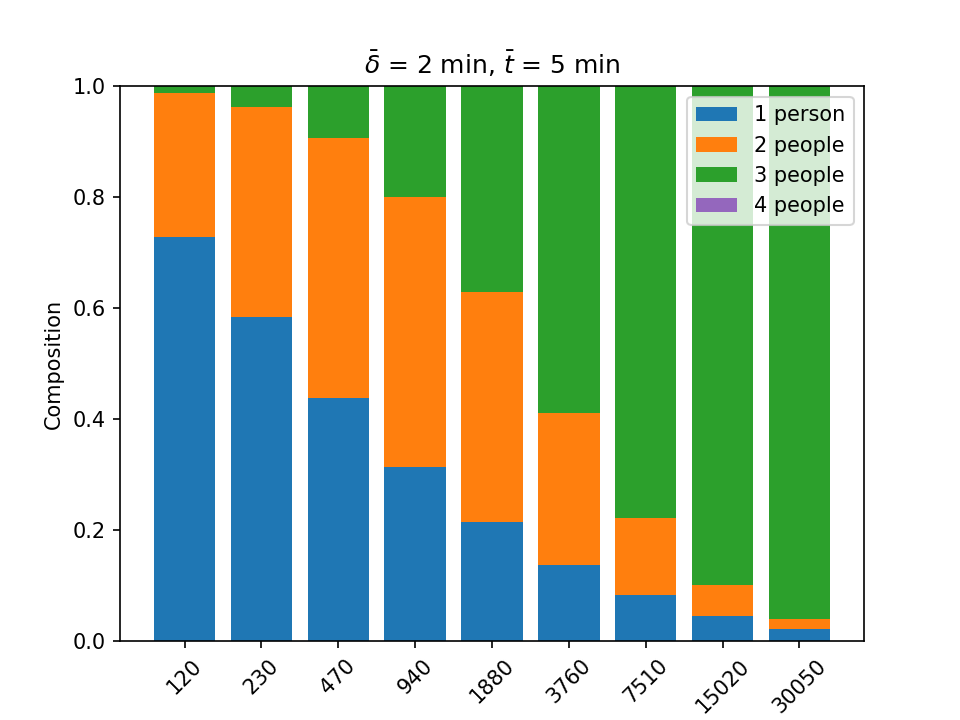 δ̄ = 2 min, t̄ = 5 min
1 person
2 people
3 people
4 people
Composition
1.0
0.8
0.6
0.4
0.2
0.0
120
230
470
940
1880
3760
7510
15020
30050